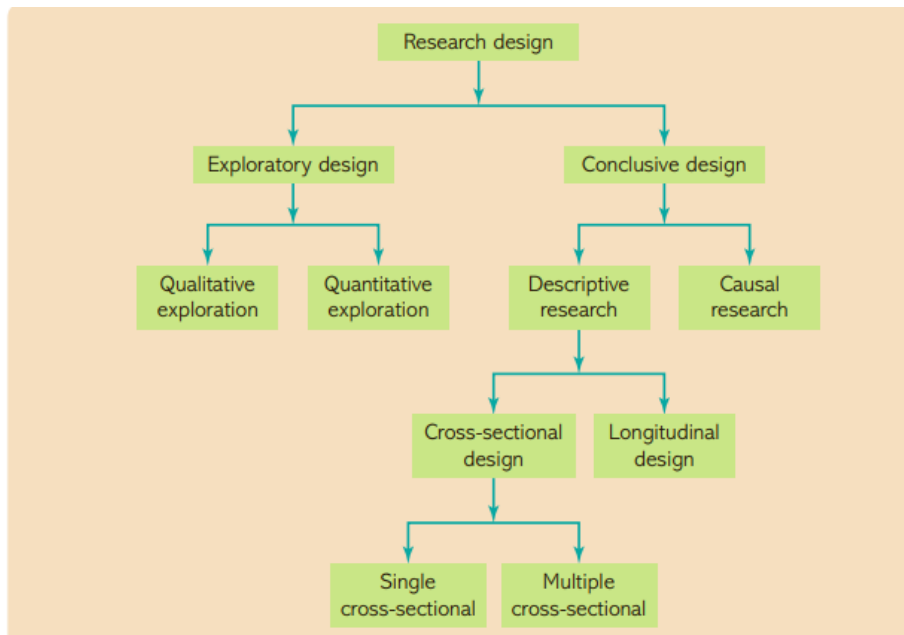 Research design
Exploratory design
Conclusive design
Qualitative
exploration
Quantitative
exploration
Descriptive
research
Causal
research
Cross-sectional
design
Longitudinal
design
Single
cross-sectional
Multiple
cross-sectional